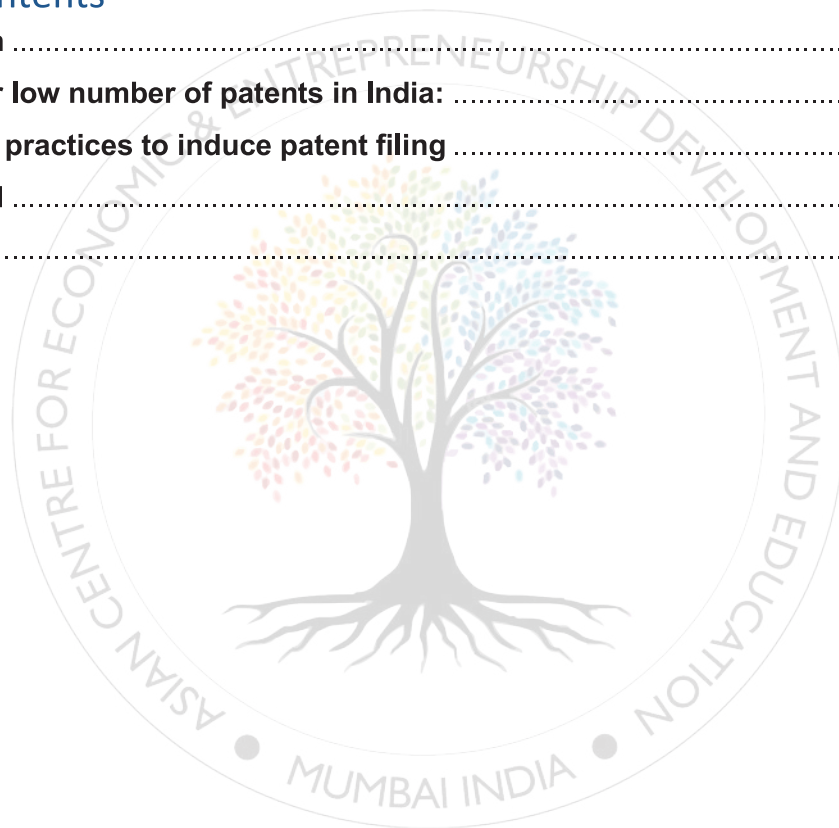 ntents
n ........................................................................
r low number of patents in India: ...................................
practices to induce patent filing ...................................
l ........................................................................
........................................................................
ASIAN CENTRE FOR ECONOMIC & ENTREPRENEURSHIP DEVELOPMENT AND EDUCATION
MUMBAI INDIA